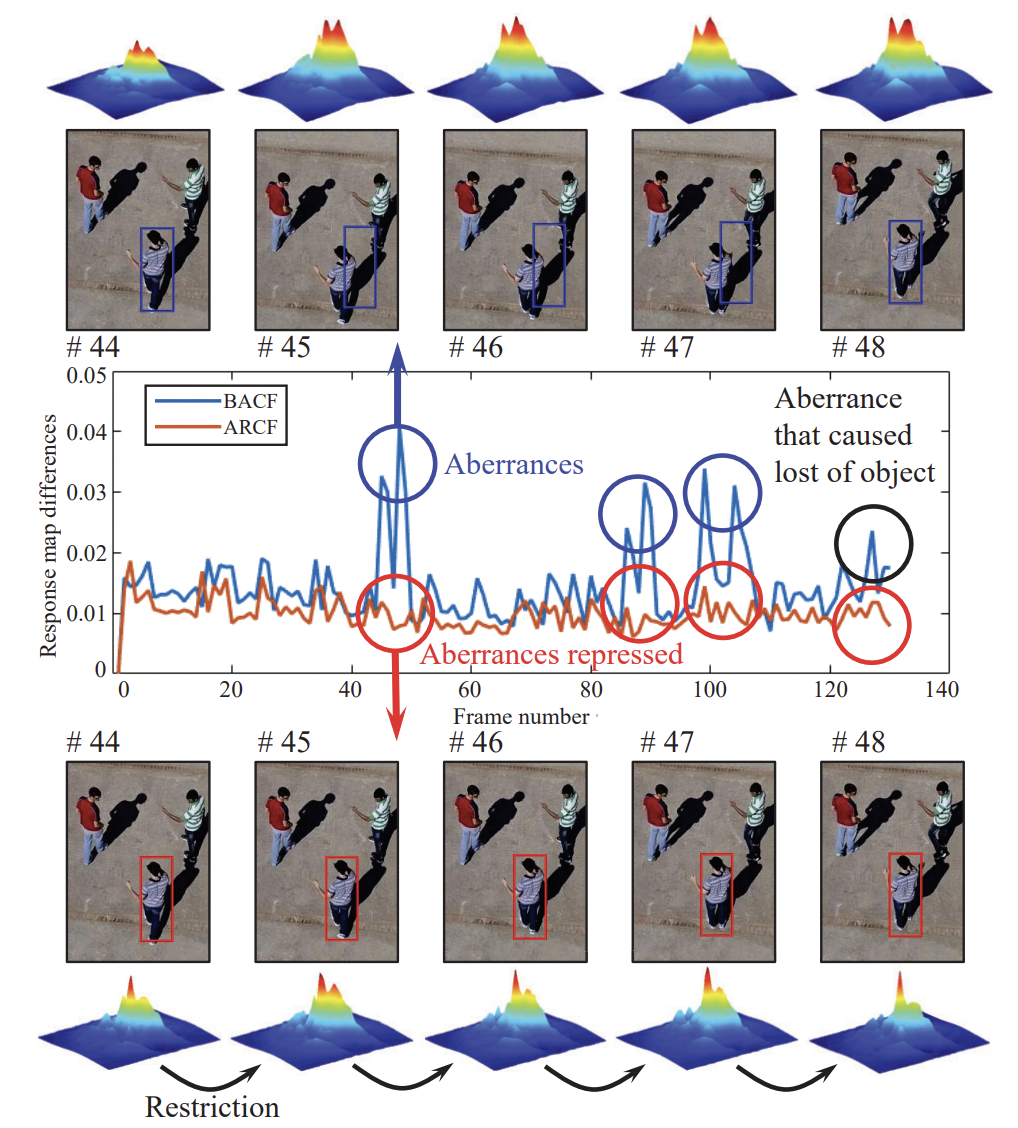 # 44
# 45
# 46
# 47
# 48
Response map differences
0.05
0.04
0.03
0.02
0.01
0
BACF
ARCF
Aberrances
Aberrance
that caused
lost of object
Aberrances repressed
0 20 40 60 80 100 120 140
Frame number
# 44
# 45
# 46
# 47
# 48
Restriction